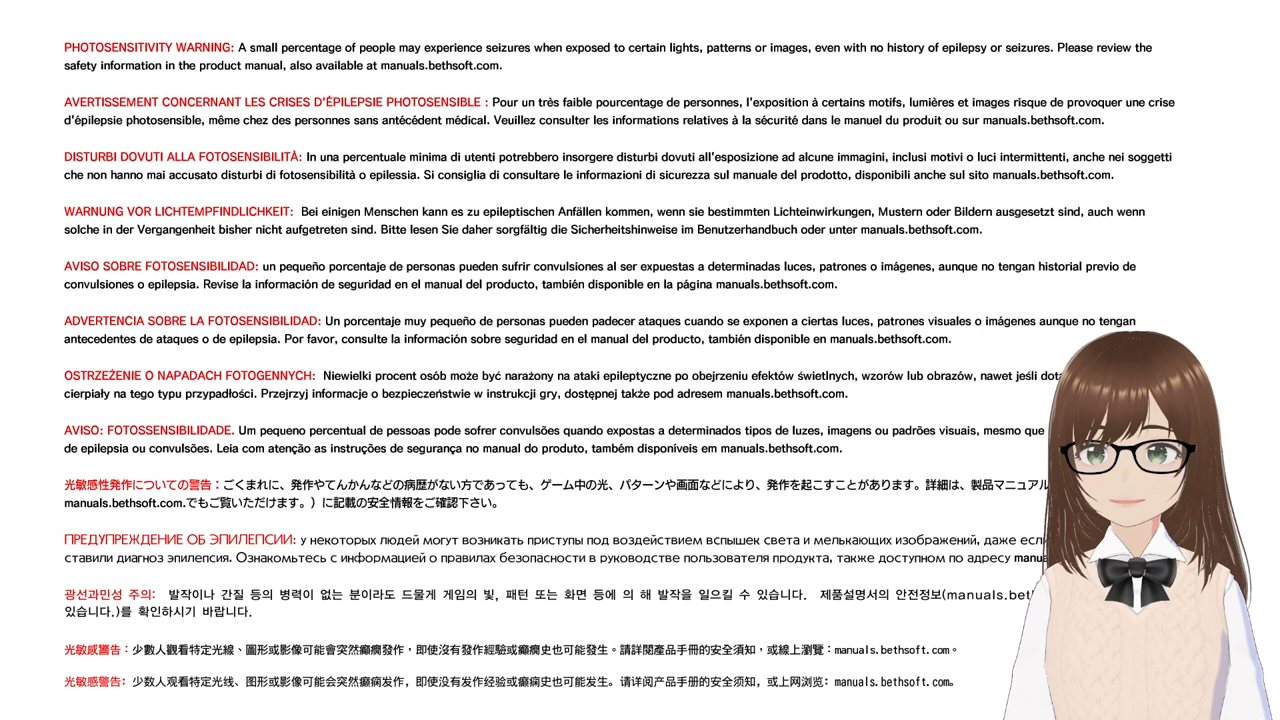 PHOTOSENSITIVITY WARNING: A small percentage of people may experience seizures when exposed to certain lights, patterns or images, even with no history of epilepsy or seizures. Please review the
safety information in the product manual, also available at manuals.bethsoft.com.
AVERTISSEMENT CONCERNANT LES CRISES D'ÉPILEPSIE PHOTOSENSIBLE : Pour un très faible pourcentage de personnes, l'exposition à certains motifs, lumières et images risque de provoquer une crise
d'épilepsie photosensible, même chez des personnes sans antécédent médical. Veuillez consulter les informations relatives à la sécurité dans le manuel du produit ou sur manuals.bethsoft.com.
DISTURBI DOVUTI ALLA FOTOSENSIBILITÀ: In una percentuale minima di utenti potrebbero insorgere disturbi dovuti all'esposizione ad alcune immagini, inclusi motivi o luci intermittenti, anche nei soggetti
che non hanno mai accusato disturbi di fotosensibilità o epilessia. Si consiglia di consultare le informazioni di sicurezza sul manuale del prodotto, disponibili anche sul sito manuals.bethsoft.com.
WARNUNG VOR LICHTEMPFINDLICHKEIT: Bei einigen Menschen kann es zu epileptischen Anfällen kommen, wenn sie bestimmten Lichteinwirkungen, Mustern oder Bildern ausgesetzt sind, auch wenn
solche in der Vergangenheit bisher nicht aufgetreten sind. Bitte lesen Sie daher sorgfältig die Sicherheitshinweise im Benutzerhandbuch oder unter manuals.bethsoft.com.
AVISO SOBRE FOTOSENSIBILIDAD: un pequeño porcentaje de personas pueden sufrir convulsiones al ser expuestas a determinadas luces, patrones o imágenes, aunque no tengan historial previo de
convulsiones o epilepsia. Revise la información de seguridad en el manual del producto, también disponible en la página manuals.bethsoft.com.
ADVERTENCIA SOBRE LA FOTOSENSIBILIDAD: Un porcentaje muy pequeño de personas pueden padecer ataques cuando se exponen a ciertas luces, patrones visuales o imágenes aunque no tengan
antecedentes de ataques o de epilepsia. Por favor, consulte la información sobre seguridad en el manual del producto, también disponible en manuals.bethsoft.com.
OSTRZEŻENIE O NAPADACH FOTOGENNYCH: Niewielki procent osób może być narażony na ataki epileptyczne po obejrzeniu efektów świetlnych, wzorów lub obrazów, nawet jeśli
cierpiały na tego typu przypadłości. Przejrzyj informacje o bezpieczeństwie w instrukcji gry, dostępnej także pod adresem manuals.bethsoft.com.
AVISO: FOTOSSENSIBILIDADE. Um pequeno percentual de pessoas pode sofrer convulsões quando expostas a determinados tipos de luzes, imagens ou padrões visuais, mesmo que
de epilepsia ou convulsões. Leia com atenção as instruções de segurança no manual do produto, também disponíveis em manuals.bethsoft.com.
光敏感性発作についての警告：ごくまれに、発作やてんかんなどの病歴がない方であっても、ゲーム中の光、パターンや画面などにより、発作を起こすことがあります。詳細は、製品マニュアル
manuals.bethsoft.com.でもご覧いただけます。）に記載の安全情報をご確認下さい。
ПРЕДУПРЕЖДЕНИЕ ОБ ЭПИЛЕПСИИ: у некоторых людей могут возникать приступы под воздействием вспышек света и мелькающих изображений, даже
ставили диагноз эпилепсия. Ознакомьтесь с информацией о правилах безопасности в руководстве пользователя продукта, также доступном по адресу
광선과민성 주의: 발작이나 간질 등의 병력이 없는 분이라도 드물게 게임의 빛, 패턴 또는 화면 등에 의 해 발작을 일으킬 수 있습니다. 제품설명서의 안전정보(manuals.bet
있습니다.)를 확인하시기 바랍니다.
光敏感警告：少數人觀看特定光線、圖形或影像可能會突然癲癇發作，即使沒有發作經驗或癲癇史也可能發生。請詳閱產品手冊的安全須知，或線上瀏覽：manuals.bethsoft.com。
光敏感警告：少数人观看特定光线、图形或影像可能会突然癫痫发作，即使没有发作经验或癫痫史也可能发生。请详阅产品手册的安全须知，或上网浏览：manuals.bethsoft.com。